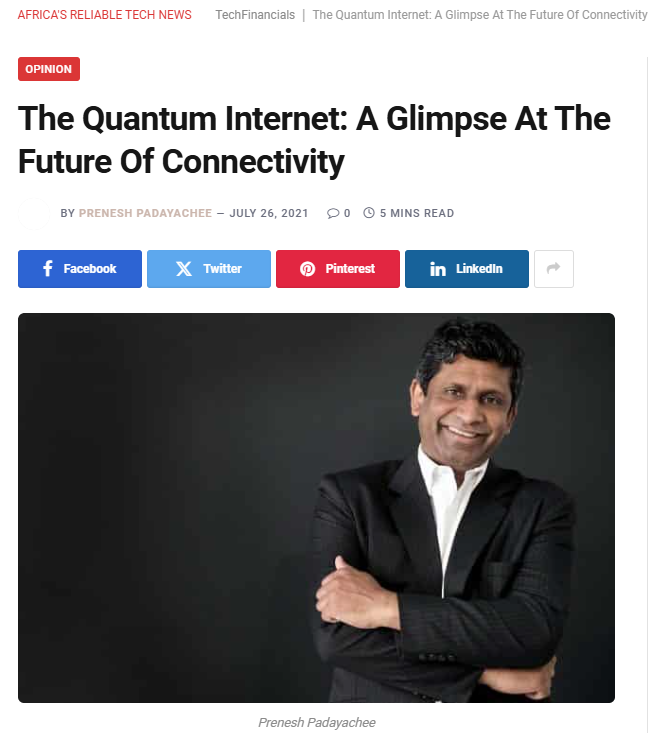 AFRICA'S RELIABLE TECH NEWS TechFinancials | The Quantum Internet: A Glimpse At The Future Of Connectivity
OPINION
The Quantum Internet: A Glimpse At The
Future Of Connectivity
BY PRENESH PADAYACHEE — JULY 26, 2021 0 5 MINS READ
Facebook Twitter Pinterest LinkedIn
Prenesh Padayachee